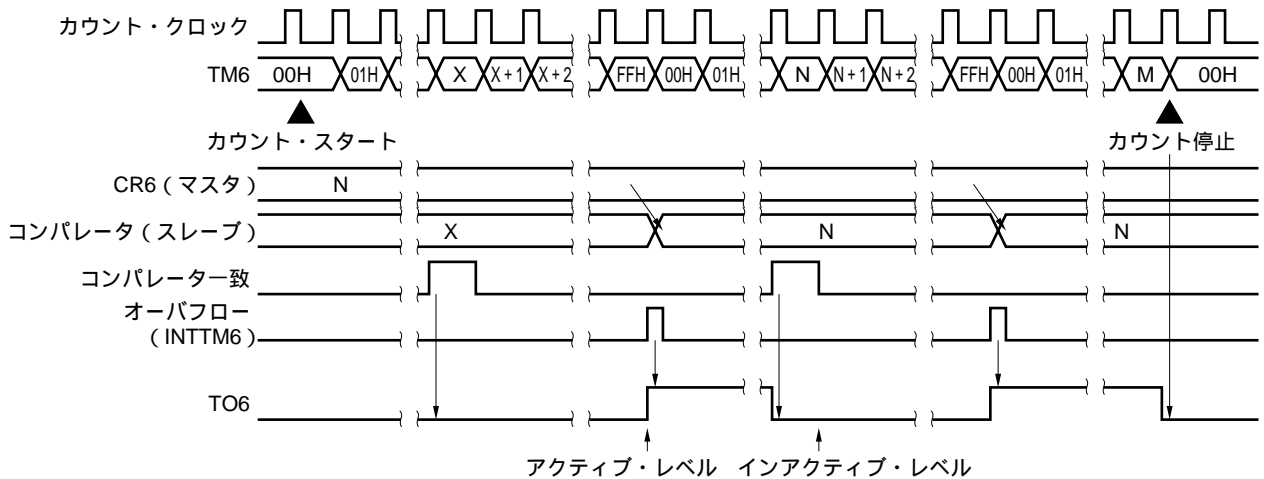 カウント・クロック
TM6 00H 01H X X+1 X+2 FFH 00H 01H N N+1 N+2 FFH 00H 01H M 00H
カウント・スタート カウント停止
CR6(マスタ) N
コンパレータ(スレーブ) X N N
コンパレータ一致
オーバフロー
(INTTM6)
TO6
アクティブ・レベル インアクティブ・レベル